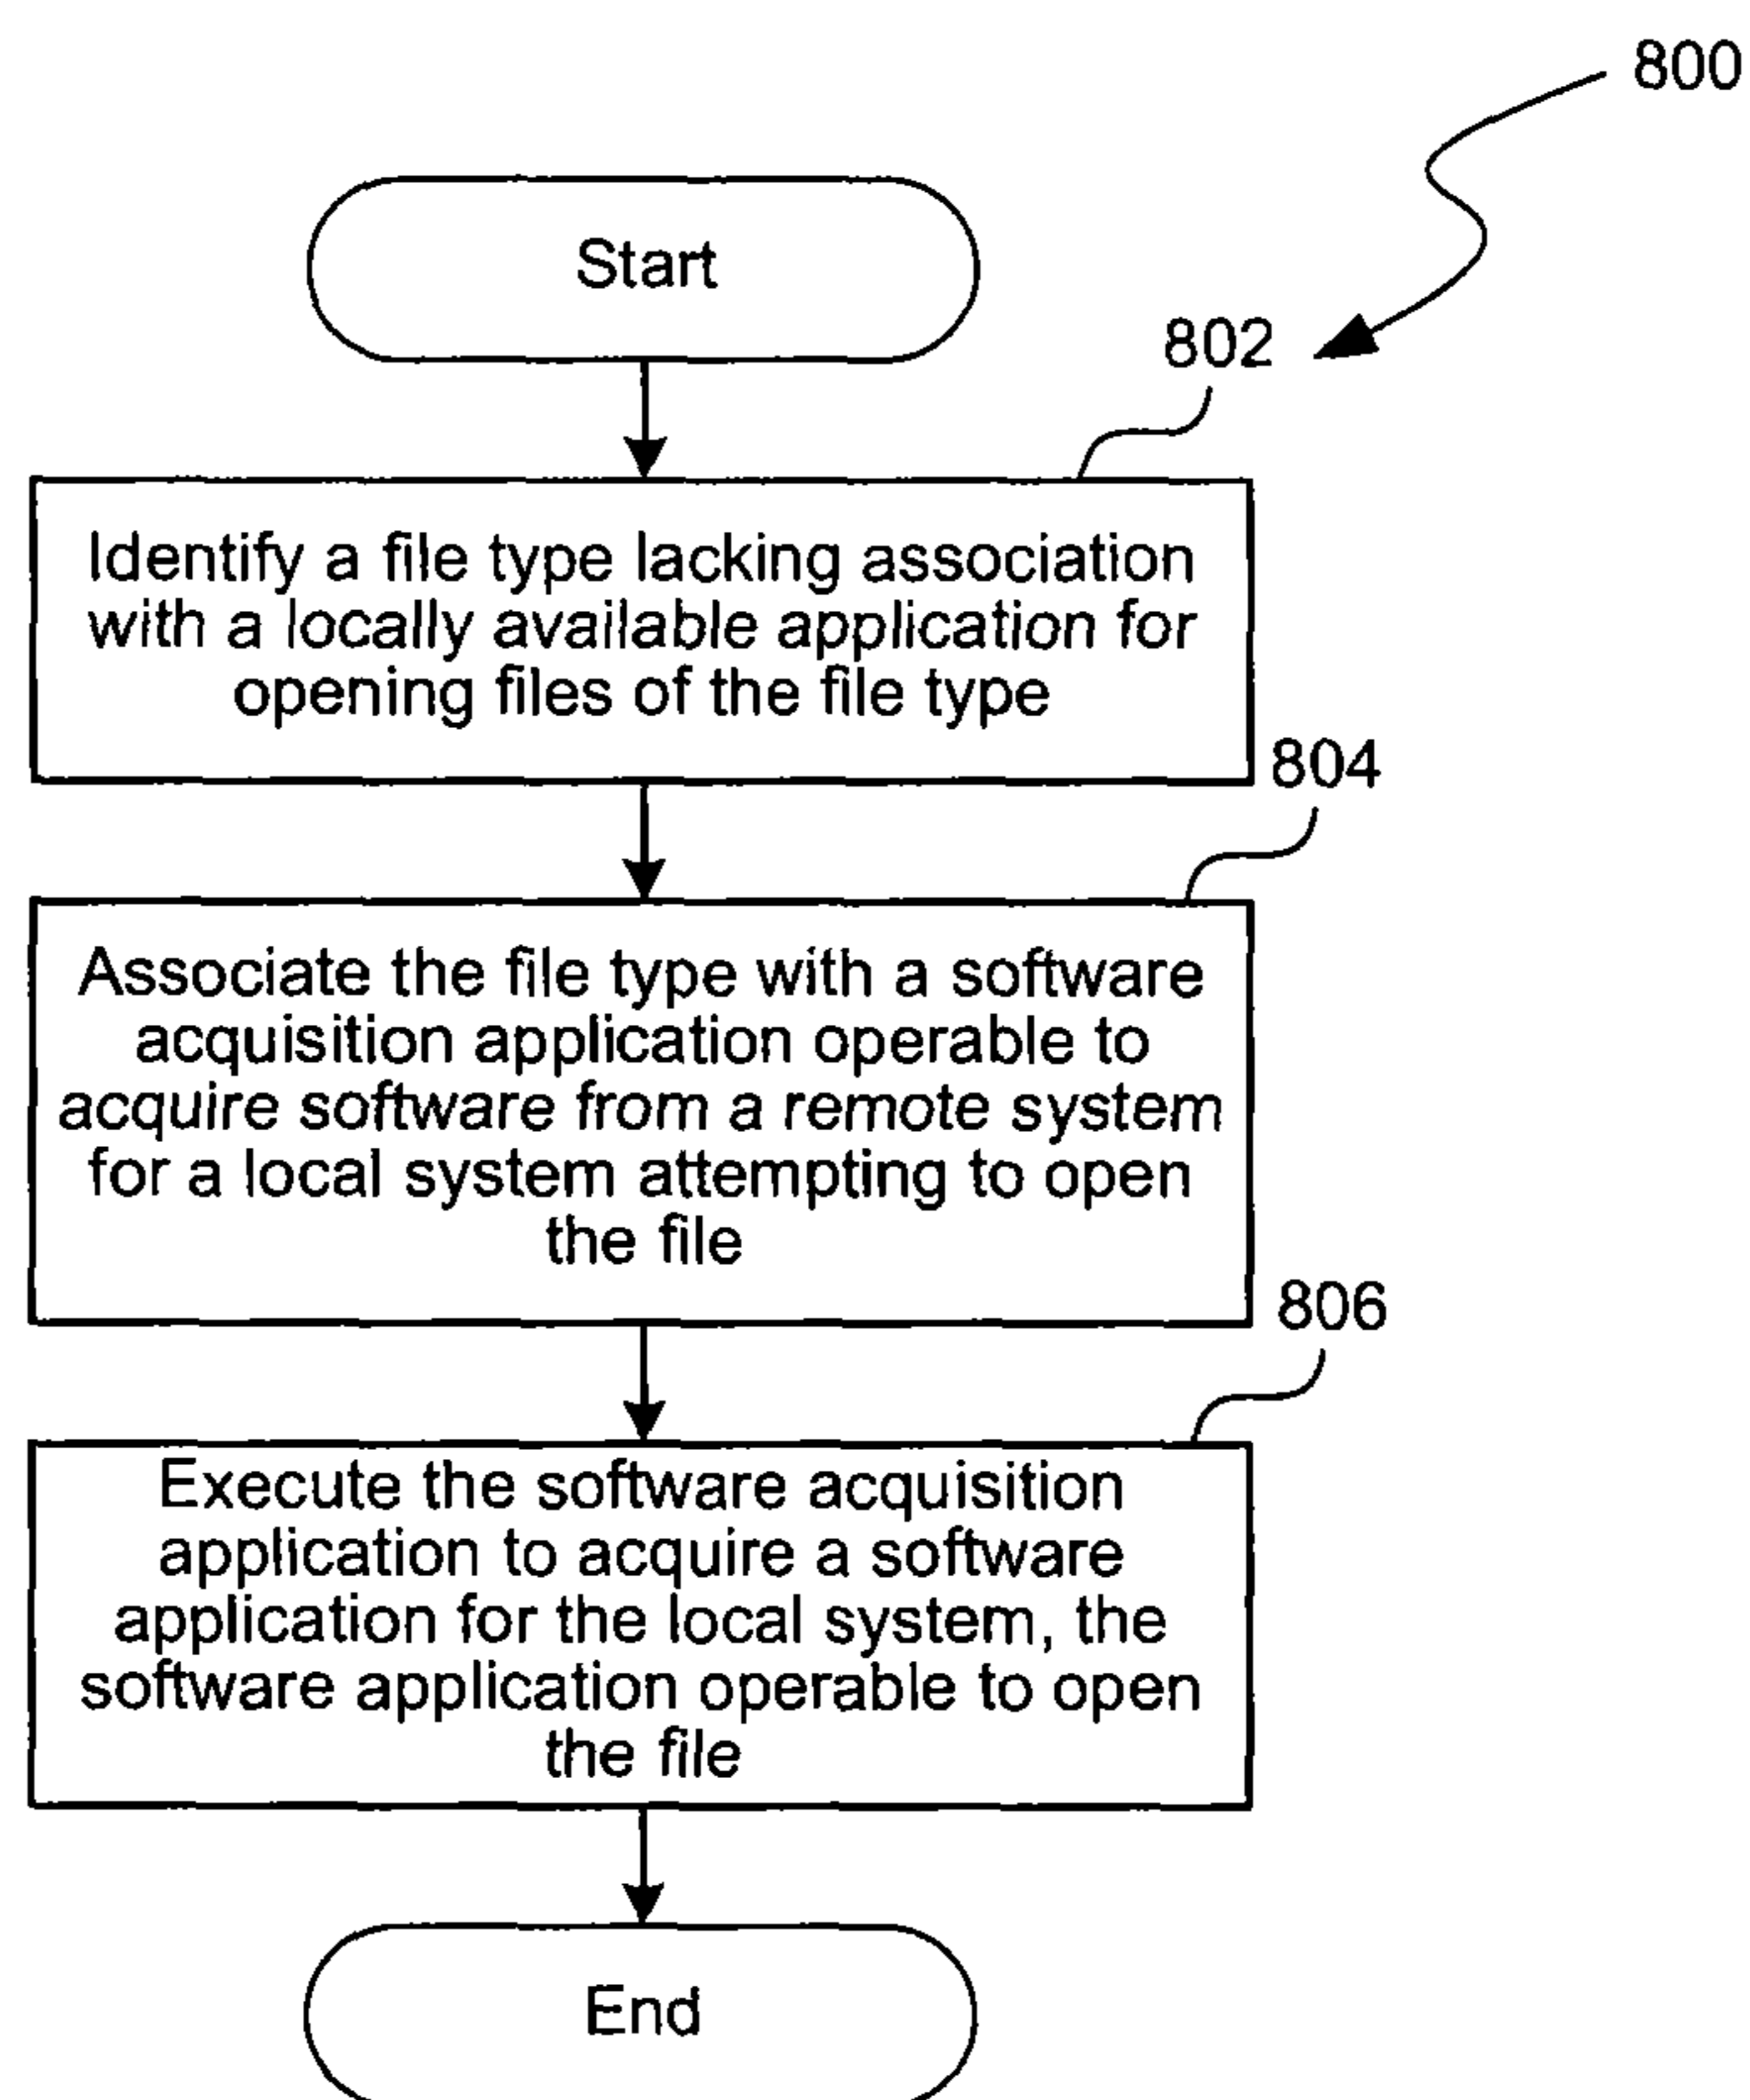 800
Start
802
Identify a file type lacking association
with a locally available application for
opening files of the file type
804
Associate the file type with a software
acquisition application operable to
acquire software from a remote system
for a local system attempting to open
the file
806
Execute the software acquisition
application to acquire a software
application for the local system, the
software application operable to open
the file
End